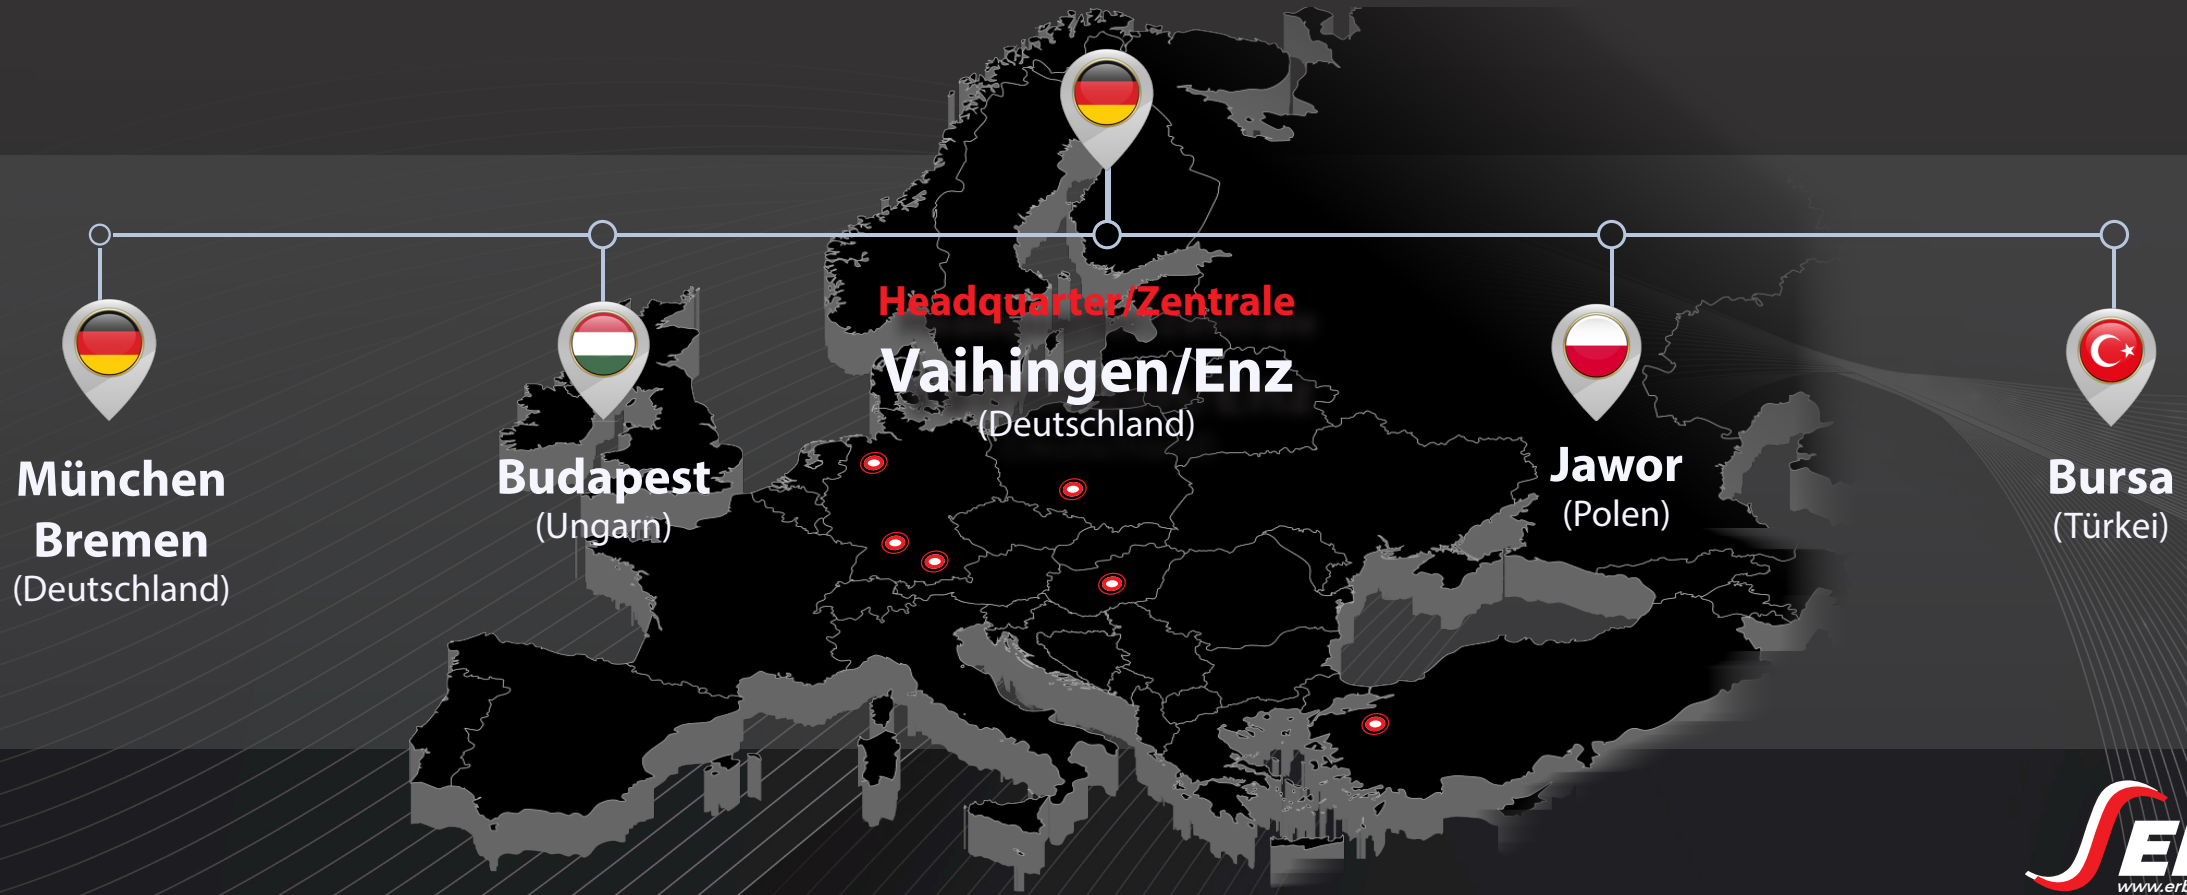 Headquarter/Zentrale
Vaihingen/Enz
(Deutschland)
München
Bremen
(Deutschland)
Budapest
(Ungarn)
Jawor
(Polen)
Bursa
(Türkei)